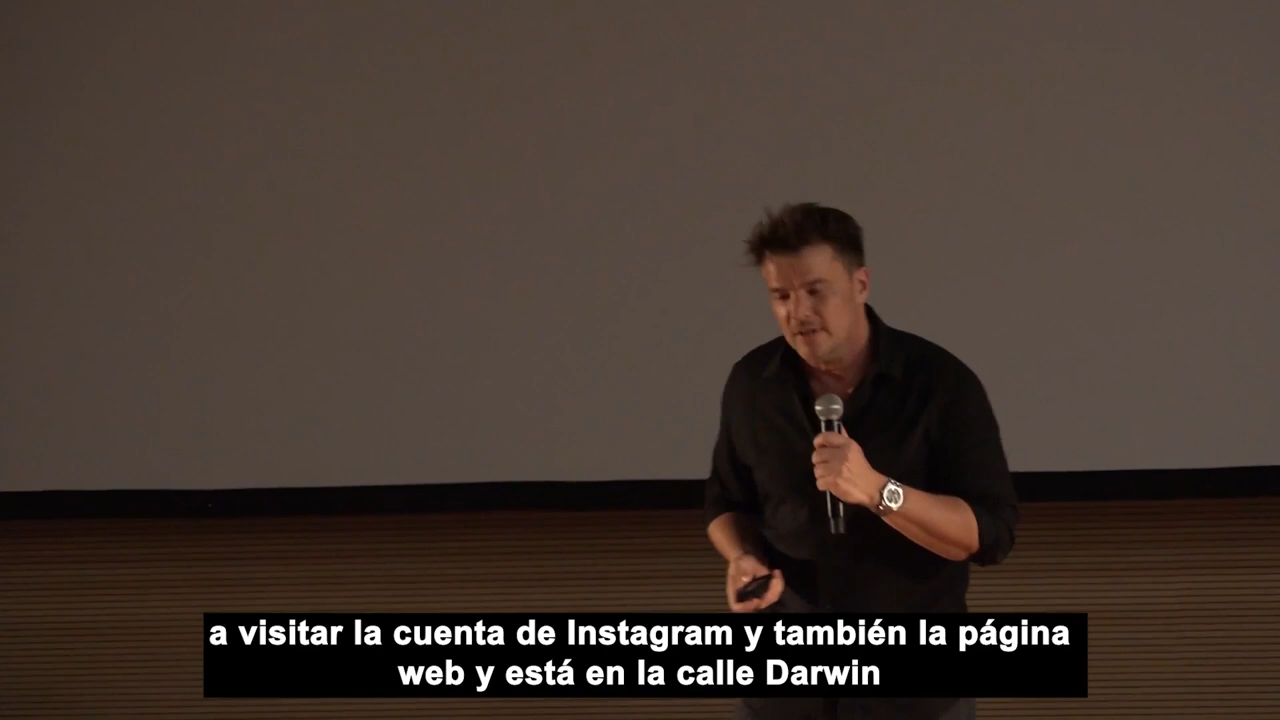 a visitar la cuenta de Instagram y también la página
web y está en la calle Darwin